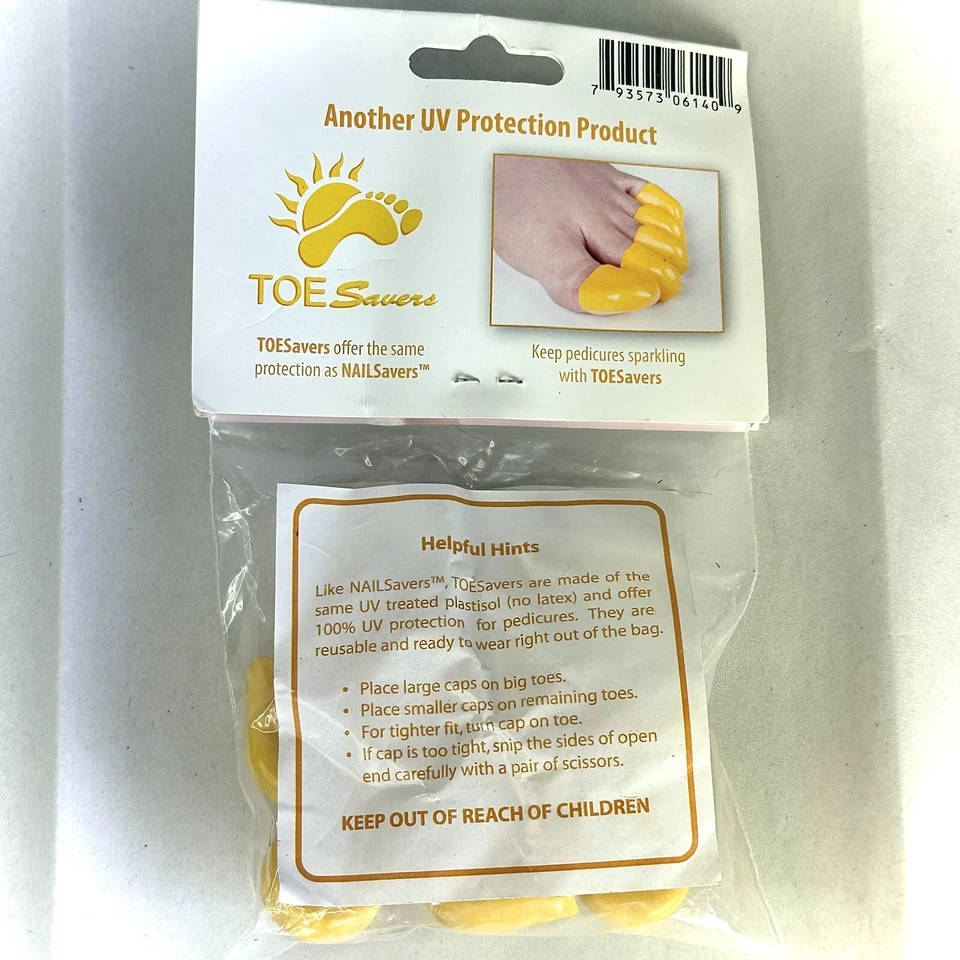 7 93573 06140 9
Another UV Protection Product
TOE Savers
TOESavers offer the same
protection as NAILSavers™
Keep pedicures sparkling
with TOESavers
Helpful Hints
Like NAILSavers™, TOESavers are made of the
same UV treated plastisol (no latex) and offer
100% UV protection for pedicures. They are
reusable and ready to wear right out of the bag.
• Place large caps on big toes.
• Place smaller caps on remaining toes.
• For tighter fit, turn cap on toe.
• If cap is too tight, snip the sides of open
end carefully with a pair of scissors.
KEEP OUT OF REACH OF CHILDREN